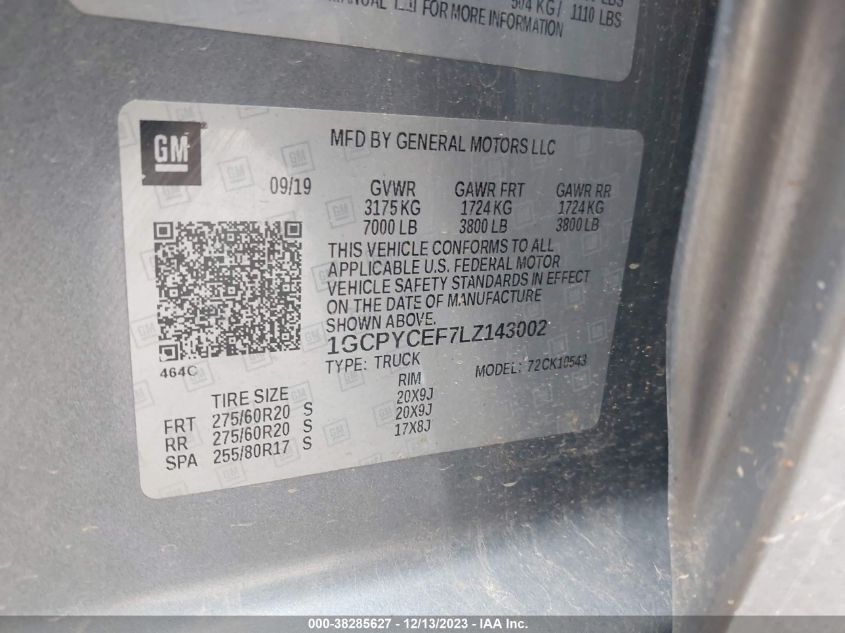 504 KG / 1110 LBS
MANUAL FOR MORE INFORMATION
GM
MFD BY GENERAL MOTORS LLC
09/19 GVWR GAWR FRT GAWR RR
3175 KG 1724 KG 1724 KG
7000 LB 3800 LB 3800 LB
THIS VEHICLE CONFORMS TO ALL
APPLICABLE U.S. FEDERAL MOTOR
VEHICLE SAFETY STANDARDS IN EFFECT
ON THE DATE OF MANUFACTURE
SHOWN ABOVE.
1GCPYCEF7LZ143002
464C TYPE: TRUCK MODEL: 72CK10543
TIRE SIZE RIM
FRT 275/60R20 S 20X9J
RR 275/60R20 S 20X9J
SPA 255/80R17 S 17X8J
000-38285627 - 12/13/2023 - IAA Inc.